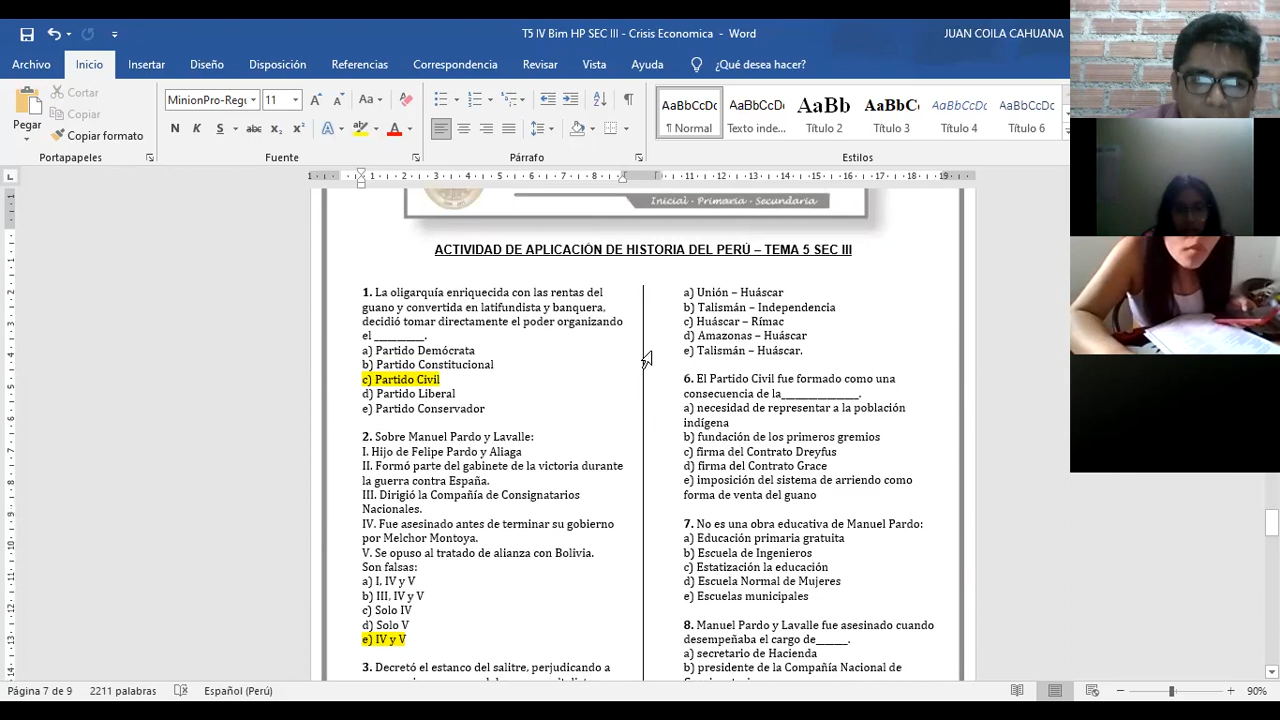 T5 IV Bim HP SEC III - Crisis Economica - Word
JUAN COILA CAHUANA
Archivo
Inicio
Insertar
Diseño
Disposición
Referencias
Correspondencia
Revisar
Vista
Ayuda
¿Qué desea hacer?
Pegar
Cortar
Copiar
Copiar formato
Portapapeles
MinionPro-Regu
11
Fuente
Párrafo
AaBbCcDc
¶ Normal
AaBbCcDc
Texto inde...
AaBb
Título 2
AaBbC
Título 3
AaBbCcD
Título 4
AaBbCcDc
Título 6
Estilos
Inicial - Primaria - Secundaria
ACTIVIDAD DE APLICACIÓN DE HISTORIA DEL PERÚ – TEMA 5 SEC III
1. La oligarquía enriquecida con las rentas del
guano y convertida en latifundista y banquera,
decidió tomar directamente el poder organizando
el __________.
a) Partido Demócrata
b) Partido Constitucional
c) Partido Civil
d) Partido Liberal
e) Partido Conservador
2. Sobre Manuel Pardo y Lavalle:
I. Hijo de Felipe Pardo y Aliaga
II. Formó parte del gabinete de la victoria durante
la guerra contra España.
III. Dirigió la Compañía de Consignatarios
Nacionales.
IV. Fue asesinado antes de terminar su gobierno
por Melchor Montoya.
V. Se opuso al tratado de alianza con Bolivia.
Son falsas:
a) I, IV y V
b) III, IV y V
c) Solo IV
d) Solo V
e) IV y V
3. Decretó el estanco del salitre, perjudicando a
a) Unión – Huáscar
b) Talismán – Independencia
c) Huáscar – Rímac
d) Amazonas – Huáscar
e) Talismán – Huáscar.
6. El Partido Civil fue formado como una
consecuencia de la_______________.
a) necesidad de representar a la población
indígena
b) fundación de los primeros gremios
c) firma del Contrato Dreyfus
d) firma del Contrato Grace
e) imposición del sistema de arriendo como
forma de venta del guano
7. No es una obra educativa de Manuel Pardo:
a) Educación primaria gratuita
b) Escuela de Ingenieros
c) Estatización la educación
d) Escuela Normal de Mujeres
e) Escuelas municipales
8. Manuel Pardo y Lavalle fue asesinado cuando
desempeñaba el cargo de______.
a) secretario de Hacienda
b) presidente de la Compañía Nacional de
Página 7 de 9
2211 palabras
Español (Perú)
90%